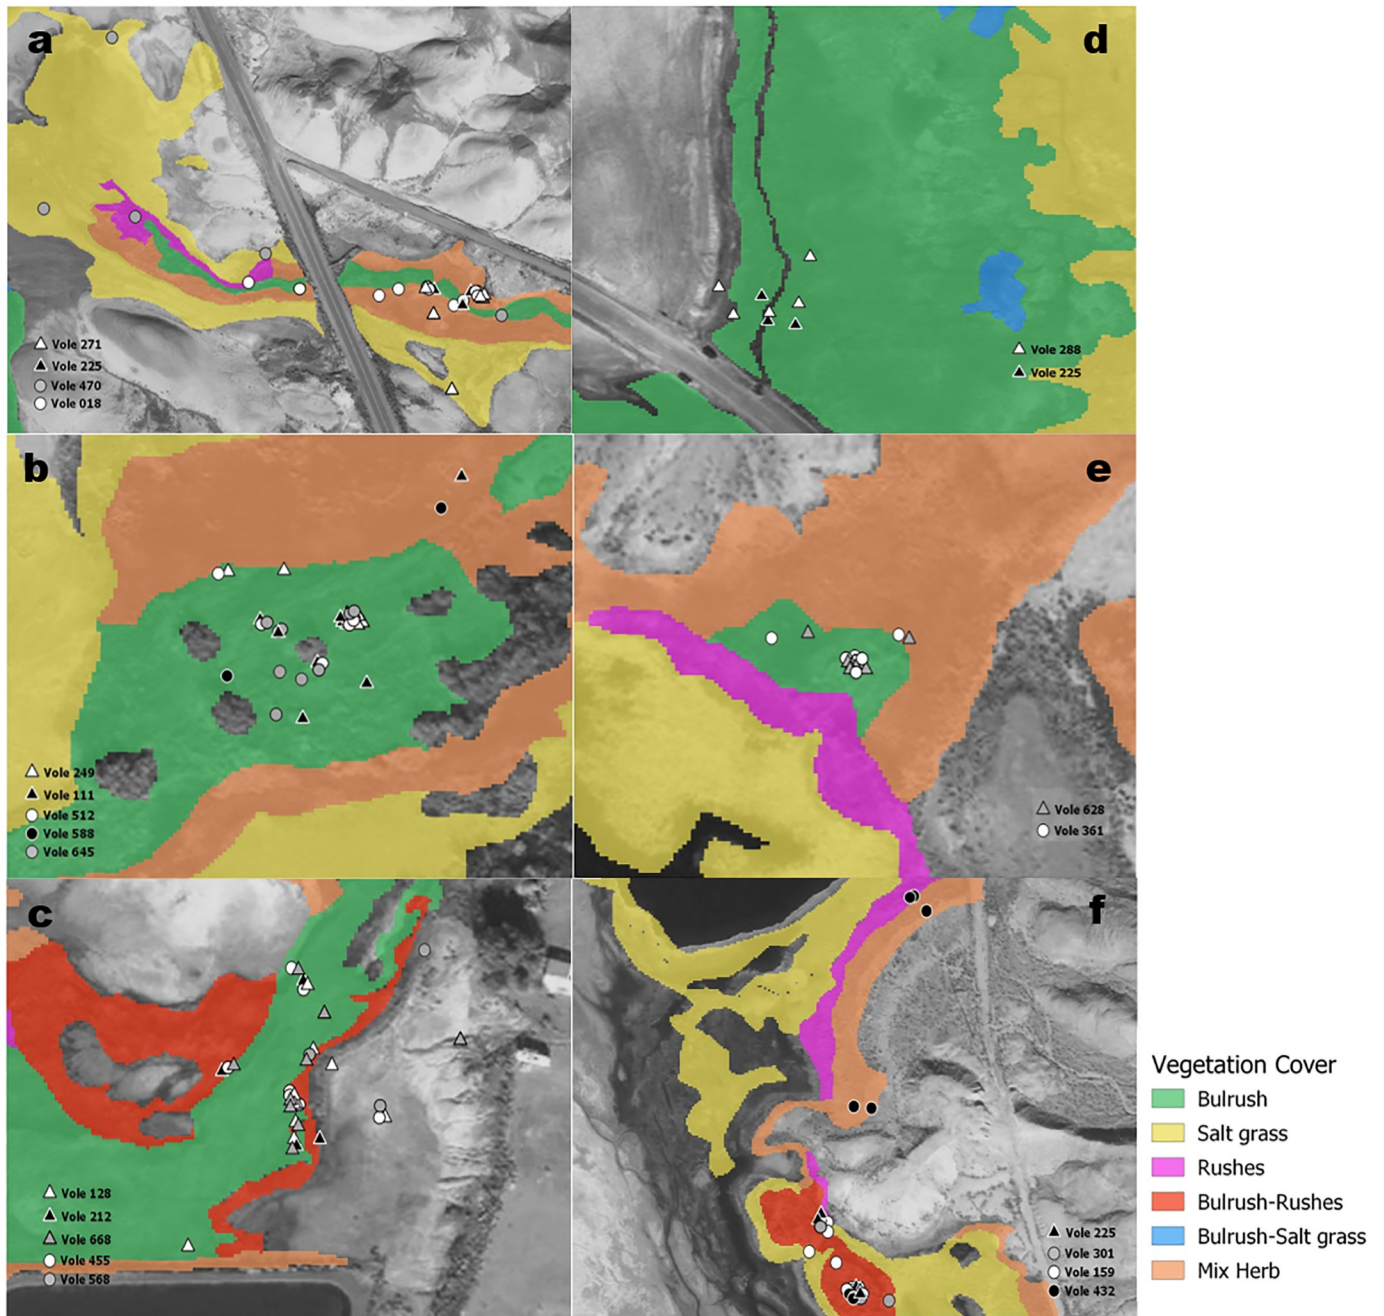 a
Vole 271
Vole 225
Vole 470
Vole 018
d
Vole 288
Vole 225
b
Vole 249
Vole 111
Vole 512
Vole 588
Vole 645
e
Vole 628
Vole 361
c
Vole 128
Vole 212
Vole 668
Vole 455
Vole 568
f
Vole 225
Vole 301
Vole 159
Vole 432
Vegetation Cover
Bulrush
Salt grass
Rushes
Bulrush-Rushes
Bulrush-Salt grass
Mix Herb